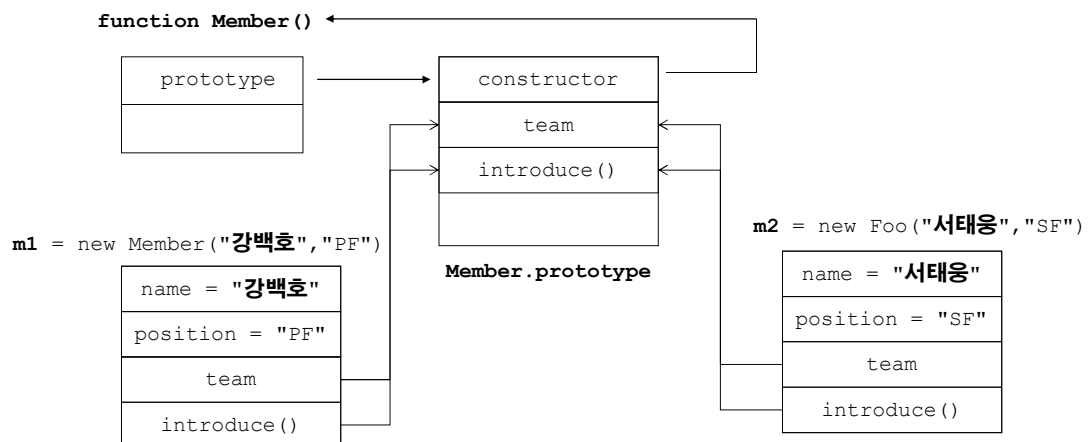 function Member()
prototype
constructor
team
introduce()
m1 = new Member("강백호","PF")
name = "강백호"
position = "PF"
team
introduce()
Member.prototype
m2 = new Foo("서태웅","SF")
name = "서태웅"
position = "SF"
team
introduce()